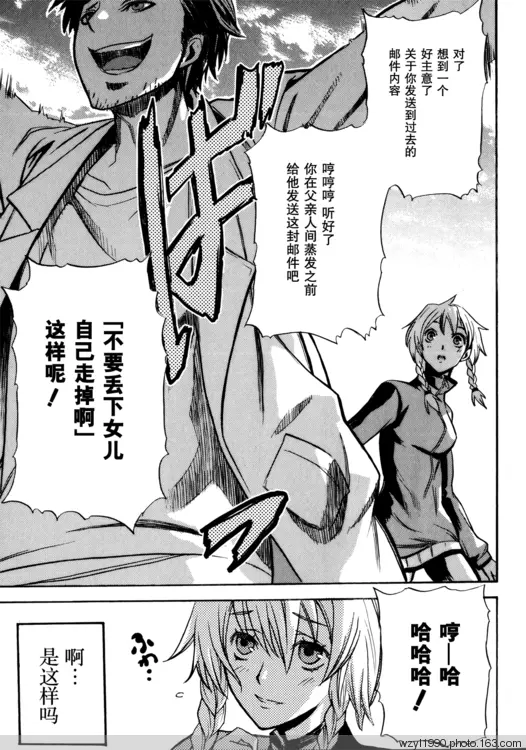 对了
想到一个
好主意了
关于你发送到过去的
邮件内容
哼哼哼 听好了
你在父亲人间蒸发之前
给他发送这封邮件吧
ばっ
「不要丢下女儿
自己走掉啊」
这样呢！
哼—哈
哈哈哈！
ふわ…
啊…
是这样吗
wzyl1990.photo.163.com